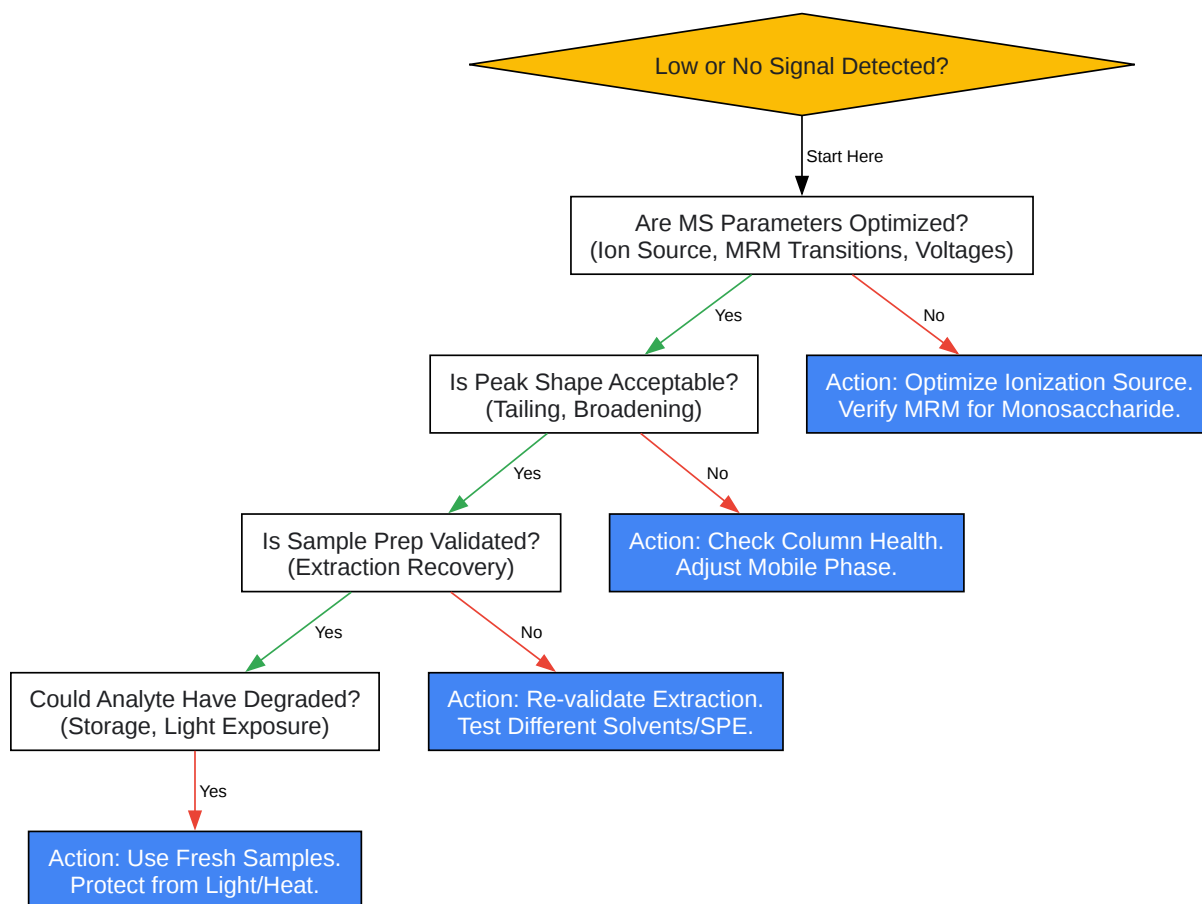 Low or No Signal Detected?
Start Here
Are MS Parameters Optimized?
(Ion Source, MRM Transitions, Voltages)
Yes
No
Is Peak Shape Acceptable?
(Tailing, Broadening)
Action: Optimize Ionization Source.
Verify MRM for Monosaccharide.
Yes
No
Is Sample Prep Validated?
(Extraction Recovery)
Action: Check Column Health.
Adjust Mobile Phase.
Yes
No
Could Analyte Have Degraded?
(Storage, Light Exposure)
Action: Re-validate Extraction.
Test Different Solvents/SPE.
Yes
Action: Use Fresh Samples.
Protect from Light/Heat.